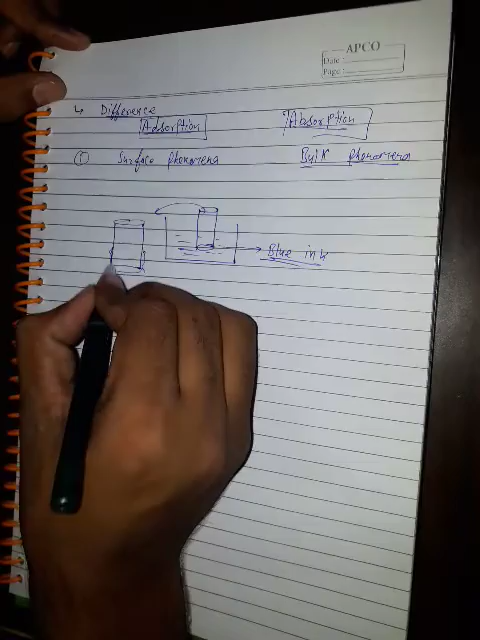 APCO
Date :
Page :
↳ Difference
Adsorption Absorption
① Surface phenomena Bulk phenomena
Blue ink